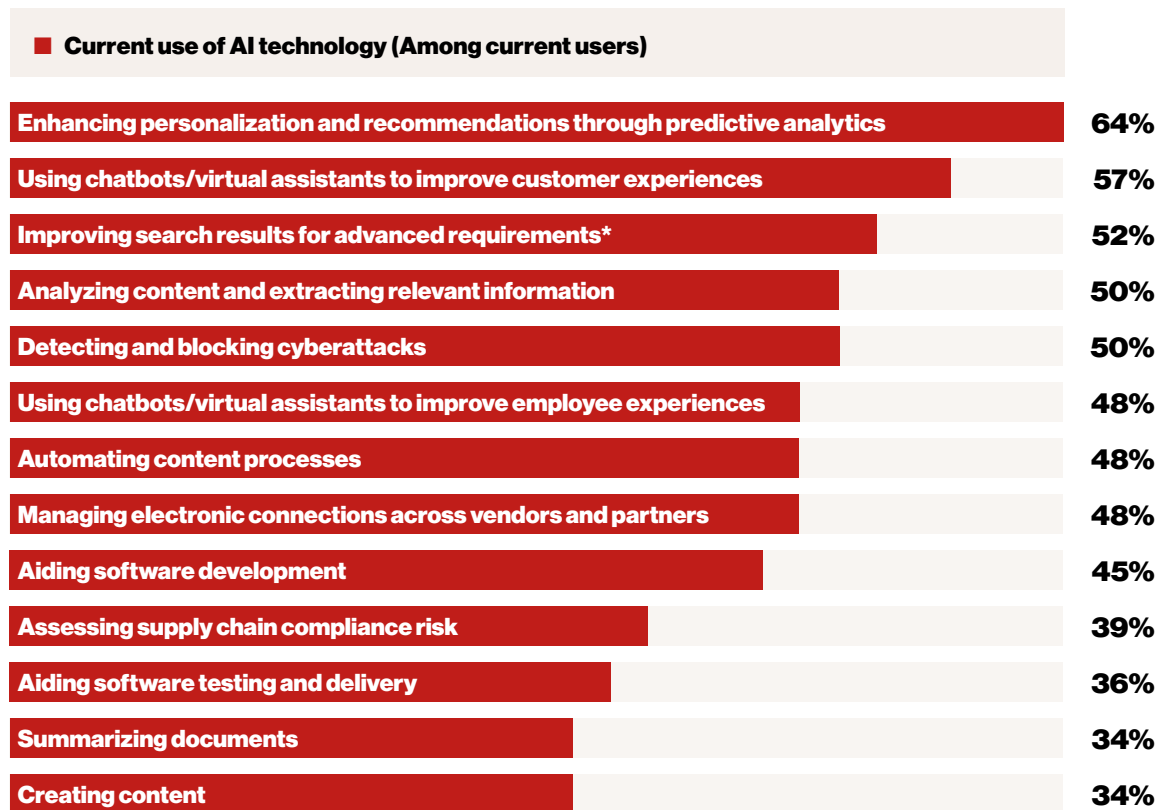 Current use of AI technology (Among current users)
Enhancing personalization and recommendations through predictive analytics 64%
Using chatbots/virtual assistants to improve customer experiences 57%
Improving search results for advanced requirements* 52%
Analyzing content and extracting relevant information 50%
Detecting and blocking cyberattacks 50%
Using chatbots/virtual assistants to improve employee experiences 48%
Automating content processes 48%
Managing electronic connections across vendors and partners 48%
Aiding software development 45%
Assessing supply chain compliance risk 39%
Aiding software testing and delivery 36%
Summarizing documents 34%
Creating content 34%